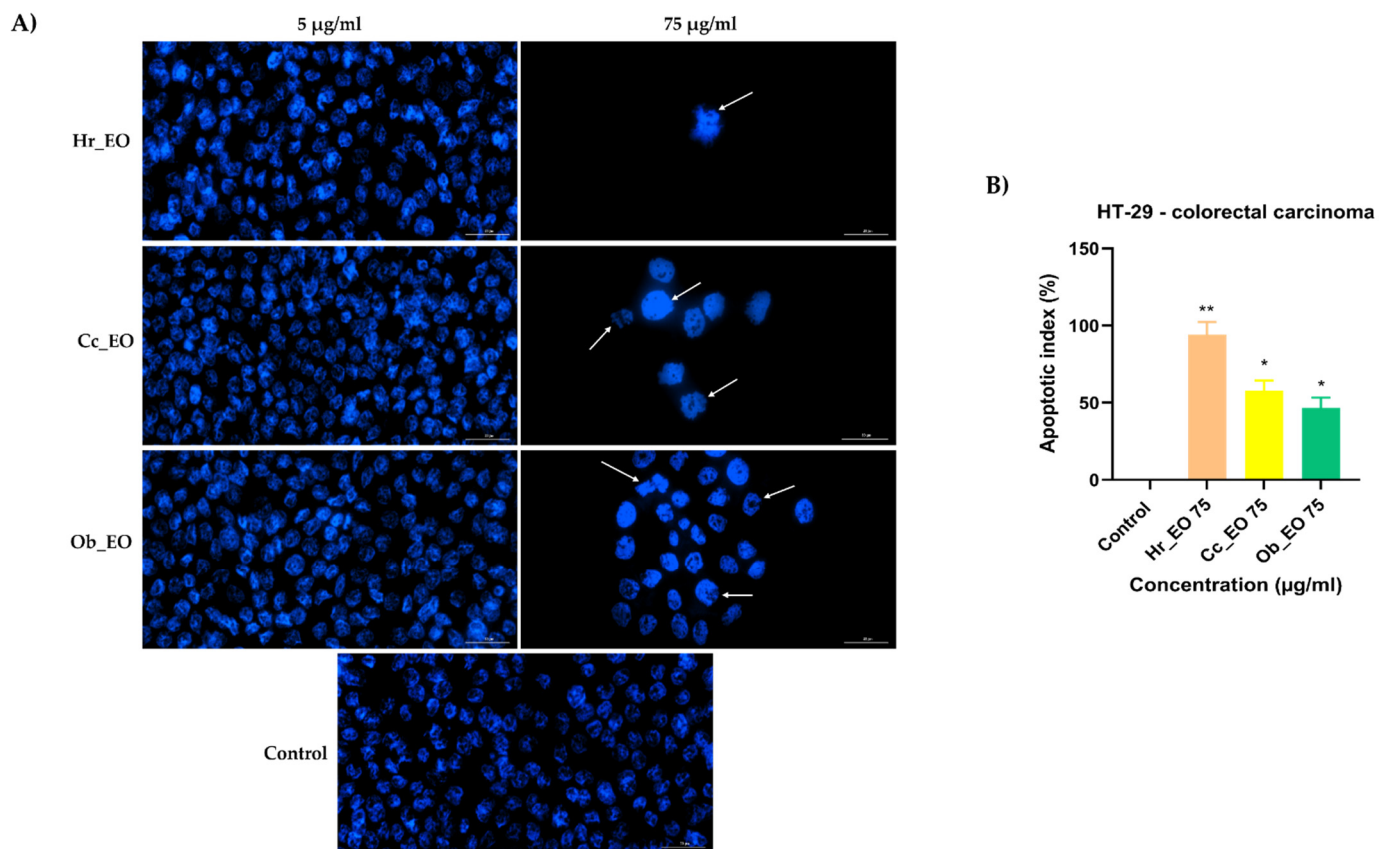 A)
5 µg/ml
75 µg/ml
Hr_EO
Cc_EO
Ob_EO
Control
B)
HT-29 - colorectal carcinoma
Apoptotic index (%)
150
100
50
0
**
*
*
Control
Hr_EO 75
Cc_EO 75
Ob_EO 75
Concentration (µg/ml)